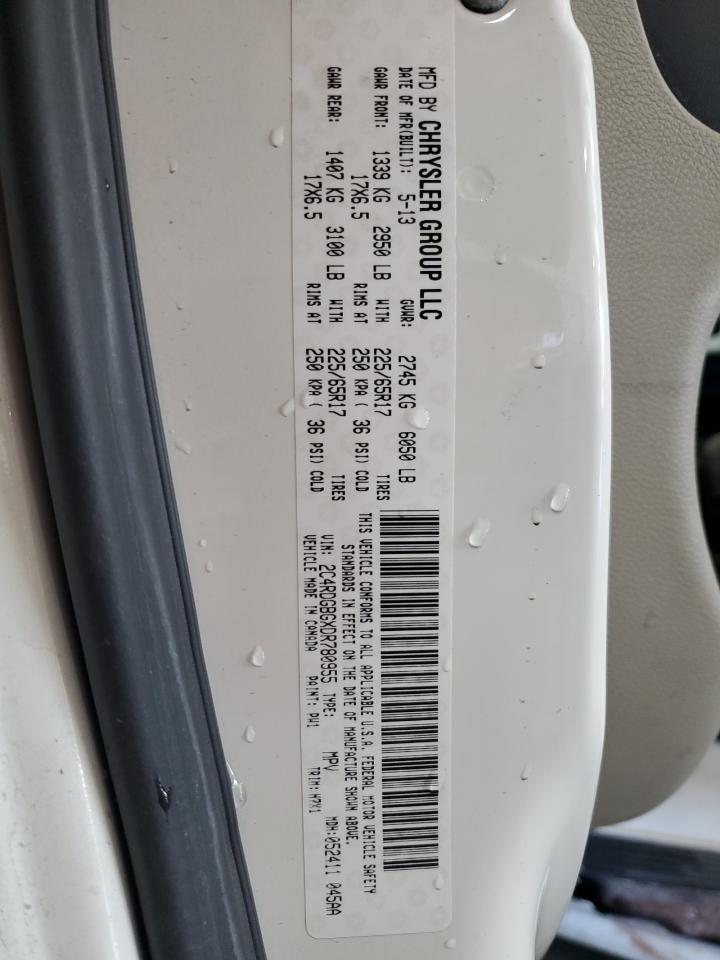 MFD BY CHRYSLER GROUP LLC
DATE OF MFR(BUILT): 5-13 GVWR: 2745 KG 6050 LB
GAWR FRONT: 1339 KG 2950 LB WITH 225/65R17 TIRES
17X6.5 RIMS AT 250 KPA ( 36 PSI) COLD
GAWR REAR: 1407 KG 3100 LB WITH 225/65R17 TIRES
17X6.5 RIMS AT 250 KPA ( 36 PSI) COLD
THIS VEHICLE CONFORMS TO ALL APPLICABLE U.S.A. FEDERAL MOTOR VEHICLE SAFETY
STANDARDS IN EFFECT ON THE DATE OF MANUFACTURE SHOWN ABOVE.
VIN: 2C4RDGBGXDR780955 TYPE: MPV MDH:052411 045AA
VEHICLE MADE IN CANADA PAINT: PW1 TRIM:H7X1